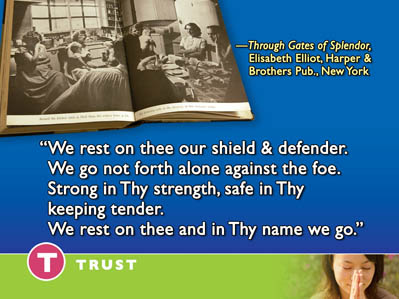 —Through Gates of Splendor,
Elisabeth Elliot, Harper &
Brothers Pub., New York
“We rest on thee our shield & defender.
We go not forth alone against the foe.
Strong in Thy strength, safe in Thy
keeping tender.
We rest on thee and in Thy name we go.”
T TRUST